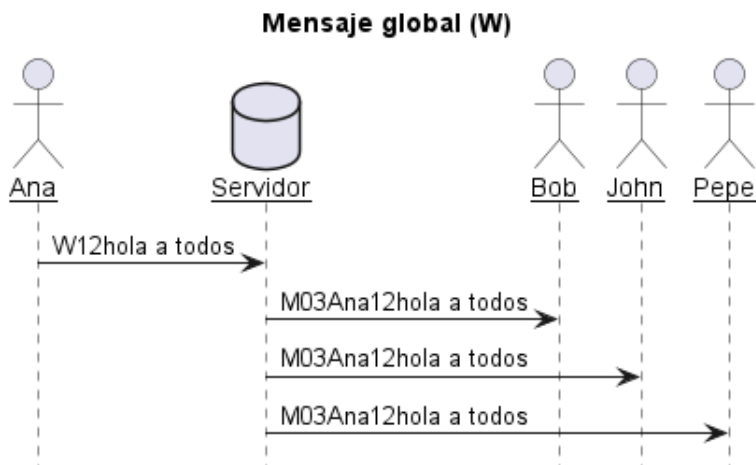 Mensaje global (W)
Ana
Servidor
Bob
John
Pepe
W12hola a todos
M03Ana12hola a todos
M03Ana12hola a todos
M03Ana12hola a todos